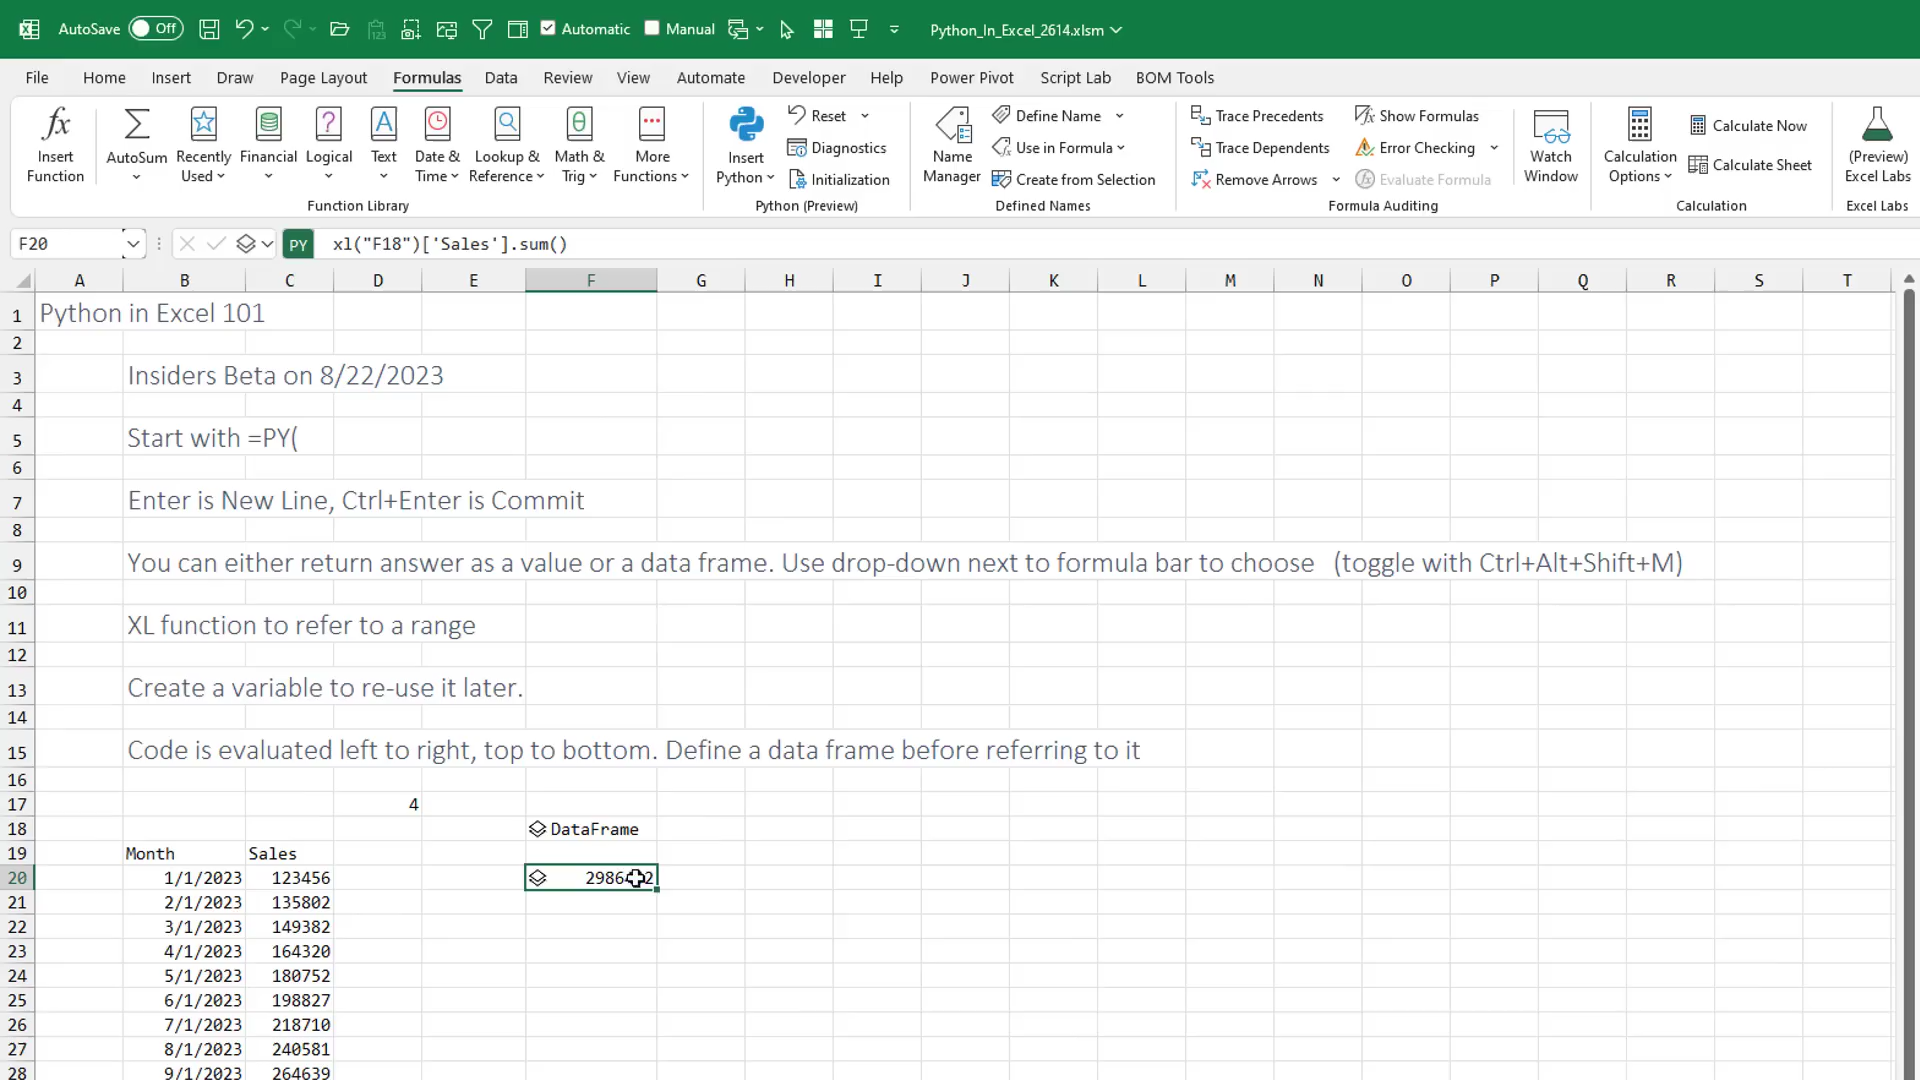 AutoSave Off Automatic Manual Python_In_Excel_2614.xlsm
File Home Insert Draw Page Layout Formulas Data Review View Automate Developer Help Power Pivot Script Lab BOM Tools
Insert Function
AutoSum
Recently Used
Financial
Logical
Text
Date & Time
Lookup & Reference
Math & Trig
More Functions
Function Library
Insert Python
Reset
Diagnostics
Initialization
Python (Preview)
Name Manager
Define Name
Use in Formula
Create from Selection
Defined Names
Trace Precedents
Trace Dependents
Remove Arrows
Show Formulas
Error Checking
Evaluate Formula
Formula Auditing
Watch Window
Calculation Options
Calculate Now
Calculate Sheet
Calculation
(Preview) Excel Labs
Excel Labs
F20 PY xl("F18")['Sales'].sum()
A B C D E F G H I J K L M N O P Q R S T
1 Python in Excel 101
2
3 Insiders Beta on 8/22/2023
4
5 Start with =PY(
6
7 Enter is New Line, Ctrl+Enter is Commit
8
9 You can either return answer as a value or a data frame. Use drop-down next to formula bar to choose (toggle with Ctrl+Alt+Shift+M)
10
11 XL function to refer to a range
12
13 Create a variable to re-use it later.
14
15 Code is evaluated left to right, top to bottom. Define a data frame before referring to it
16
17 4
18 DataFrame
19 Month Sales
20 1/1/2023 123456
21 2/1/2023 135802
22 3/1/2023 149382
23 4/1/2023 164320
24 5/1/2023 180752
25 6/1/2023 198827
26 7/1/2023 218710
27 8/1/2023 240581
28 9/1/2023 264639